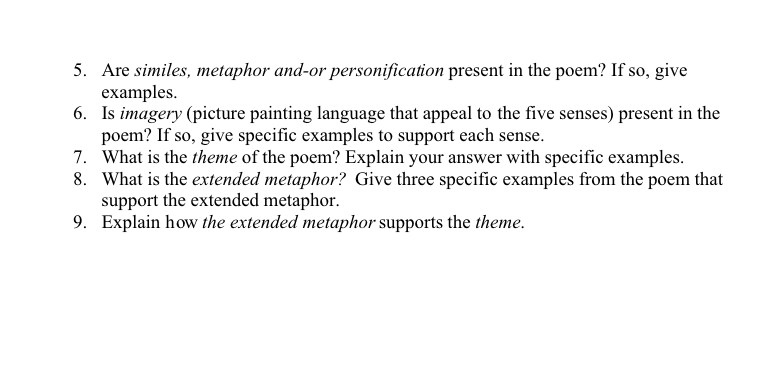 5. Are similes, metaphor and-or personification present in the poem? If so, give
examples.
6. Is imagery (picture painting language that appeal to the five senses) present in the
poem? If so, give specific examples to support each sense.
7. What is the theme of the poem? Explain your answer with specific examples.
8. What is the extended metaphor? Give three specific examples from the poem that
support the extended metaphor.
9. Explain how the extended metaphor supports the theme.